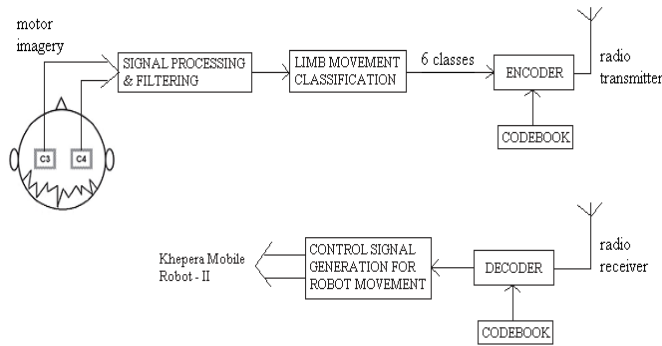 motor
imagery
SIGNAL PROCESSING
& FILTERING
LIMB MOVEMENT
CLASSIFICATION
6 classes
ENCODER
radio
transmitter
CODEBOOK
C3
C4
Khepera Mobile
Robot - II
CONTROL SIGNAL
GENERATION FOR
ROBOT MOVEMENT
DECODER
radio
receiver
CODEBOOK